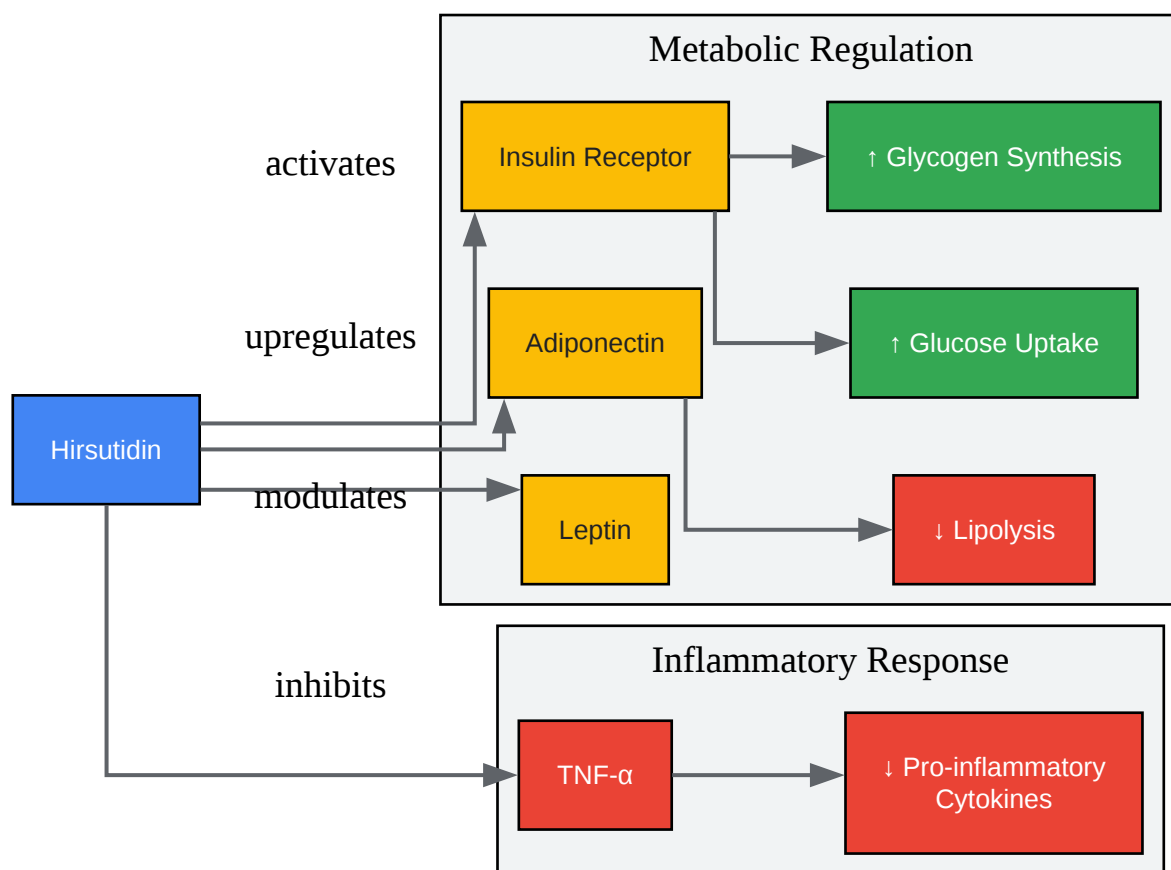 Metabolic Regulation
activates
Insulin Receptor
↑ Glycogen Synthesis
upregulates
Adiponectin
↑ Glucose Uptake
Hirsutidin
modulates
Leptin
↓ Lipolysis
Inflammatory Response
inhibits
TNF-α
↓ Pro-inflammatory
Cytokines